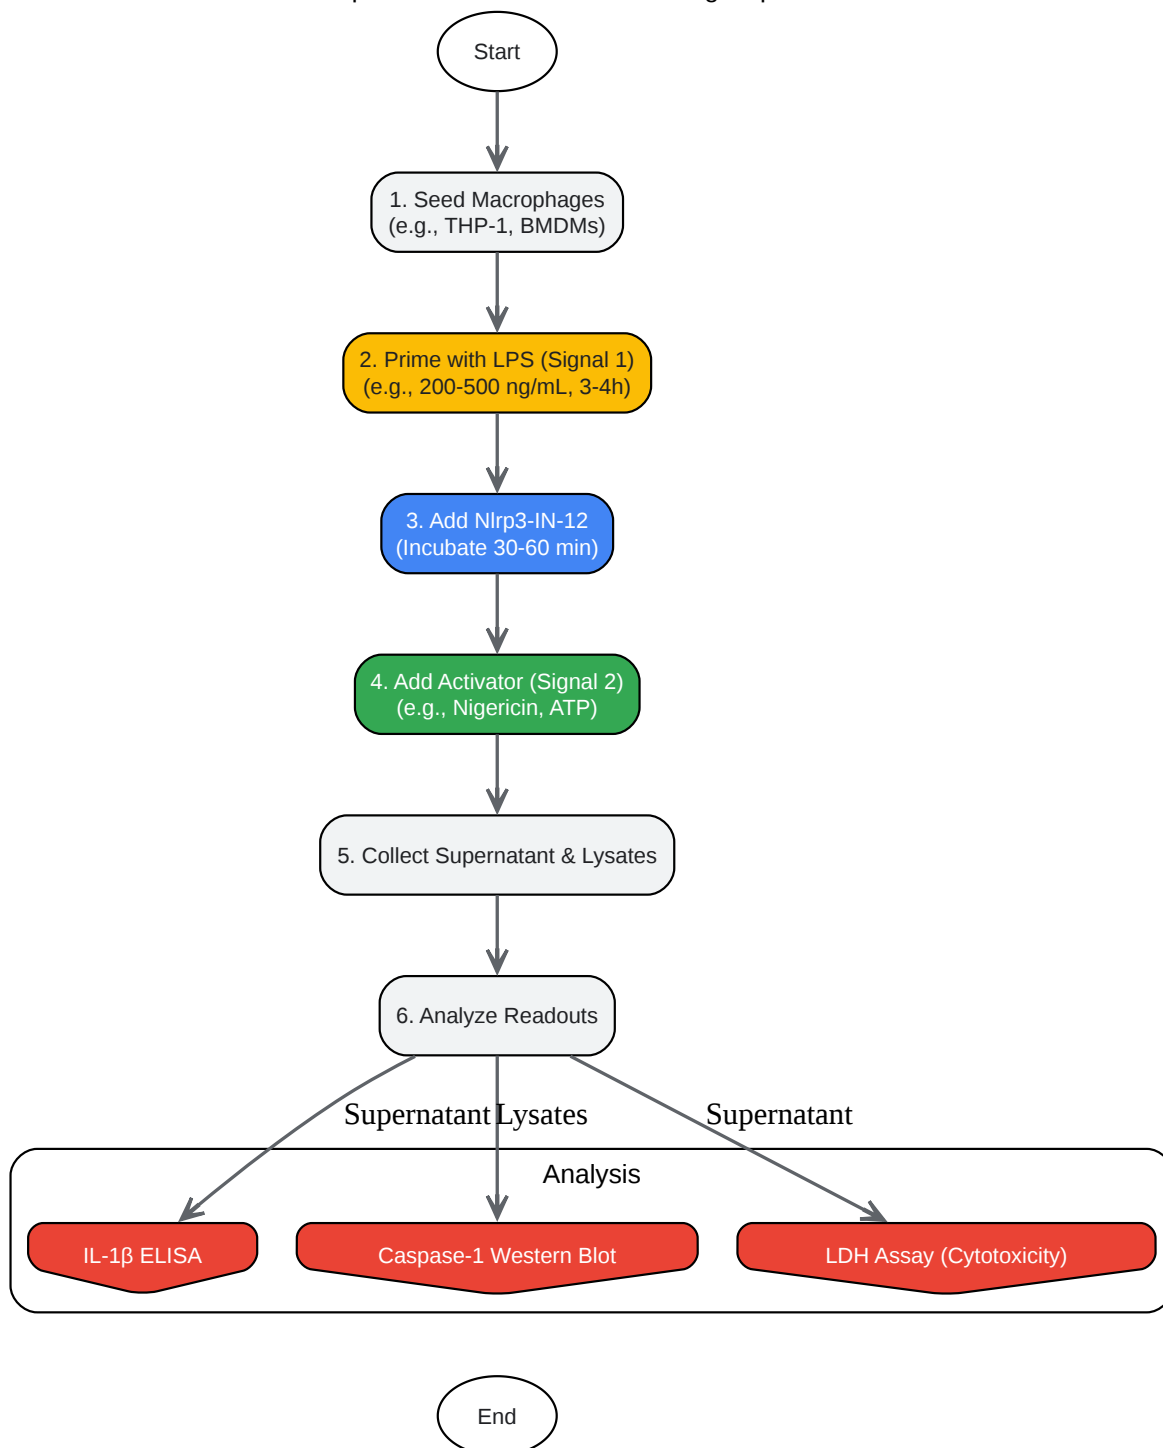 Start
1. Seed Macrophages
(e.g., THP-1, BMDMs)
2. Prime with LPS (Signal 1)
(e.g., 200-500 ng/mL, 3-4h)
3. Add Nlrp3-IN-12
(Incubate 30-60 min)
4. Add Activator (Signal 2)
(e.g., Nigericin, ATP)
5. Collect Supernatant & Lysates
6. Analyze Readouts
Supernatant Lysates Supernatant
Analysis
IL-1β ELISA Caspase-1 Western Blot LDH Assay (Cytotoxicity)
End